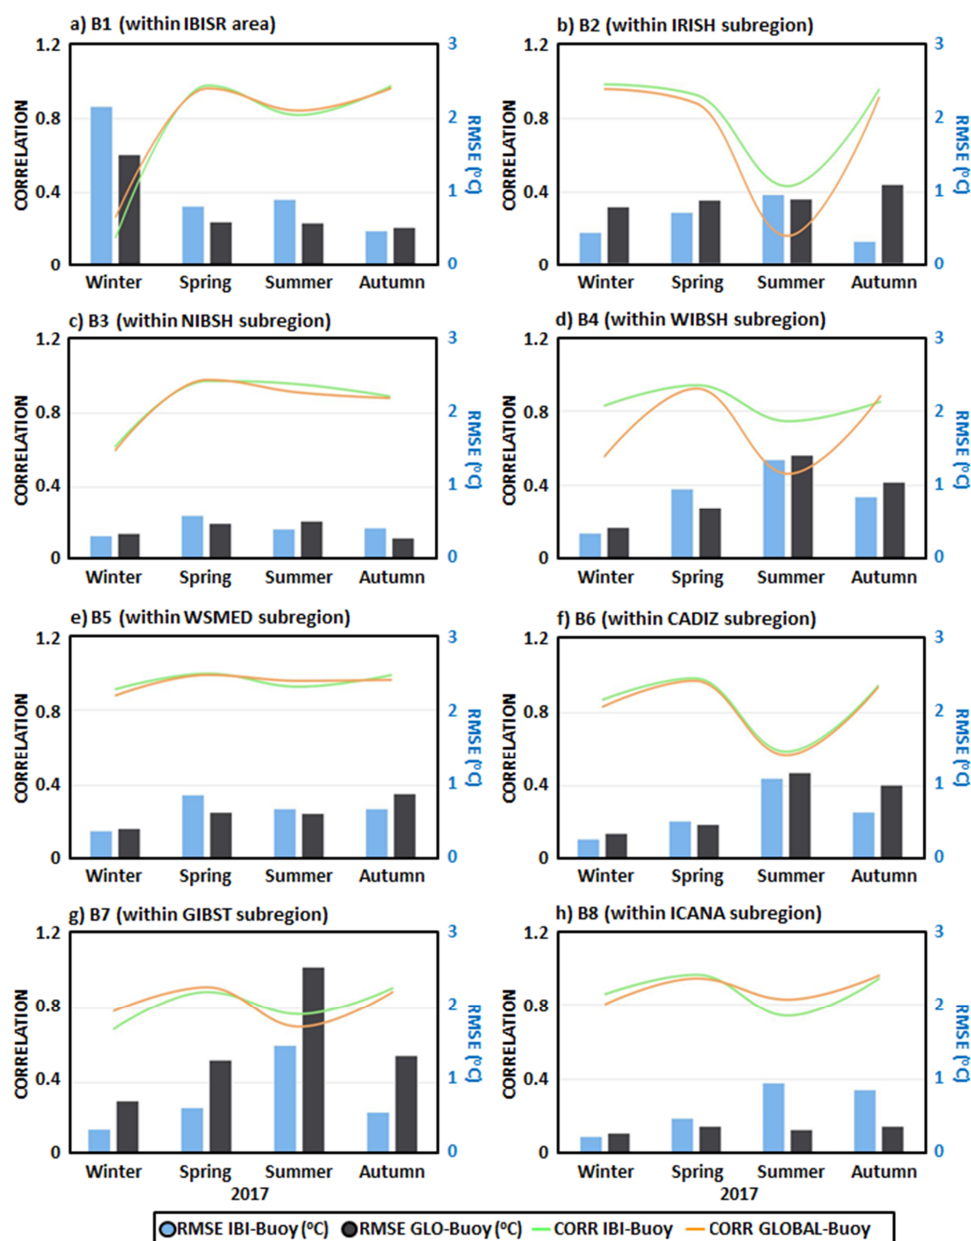 a) B1 (within IBISR area)
1.2
0.8
0.4
0
CORRELATION
3
2
1
0
RMSE (ºC)
Winter Spring Summer Autumn
b) B2 (within IRISH subregion)
1.2
0.8
0.4
0
CORRELATION
3
2
1
0
RMSE (ºC)
Winter Spring Summer Autumn
c) B3 (within NIBSH subregion)
1.2
0.8
0.4
0
CORRELATION
3
2
1
0
RMSE (ºC)
Winter Spring Summer Autumn
d) B4 (within WIBSH subregion)
1.2
0.8
0.4
0
CORRELATION
3
2
1
0
RMSE (ºC)
Winter Spring Summer Autumn
e) B5 (within WSMED subregion)
1.2
0.8
0.4
0
CORRELATION
3
2
1
0
RMSE (ºC)
Winter Spring Summer Autumn
f) B6 (within CADIZ subregion)
1.2
0.8
0.4
0
CORRELATION
3
2
1
0
RMSE (ºC)
Winter Spring Summer Autumn
g) B7 (within GIBST subregion)
1.2
0.8
0.4
0
CORRELATION
3
2
1
0
RMSE (ºC)
Winter Spring Summer Autumn
2017
h) B8 (within ICANA subregion)
1.2
0.8
0.4
0
CORRELATION
3
2
1
0
RMSE (ºC)
Winter Spring Summer Autumn
2017
RMSE IBI-Buoy (ºC) RMSE GLO-Buoy (ºC) CORR IBI-Buoy CORR GLOBAL-Buoy